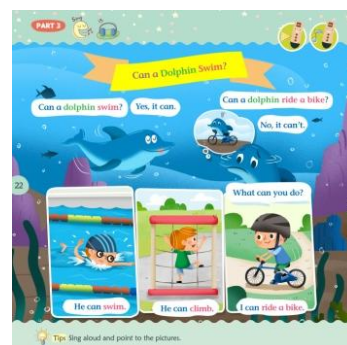 PART 3
Sing
Can a Dolphin Swim?
Can a dolphin swim?
Yes, it can.
Can a dolphin ride a bike?
No, it can't.
22
He can swim.
He can climb.
What can you do?
I can ride a bike.
Tip: Sing aloud and point to the pictures.